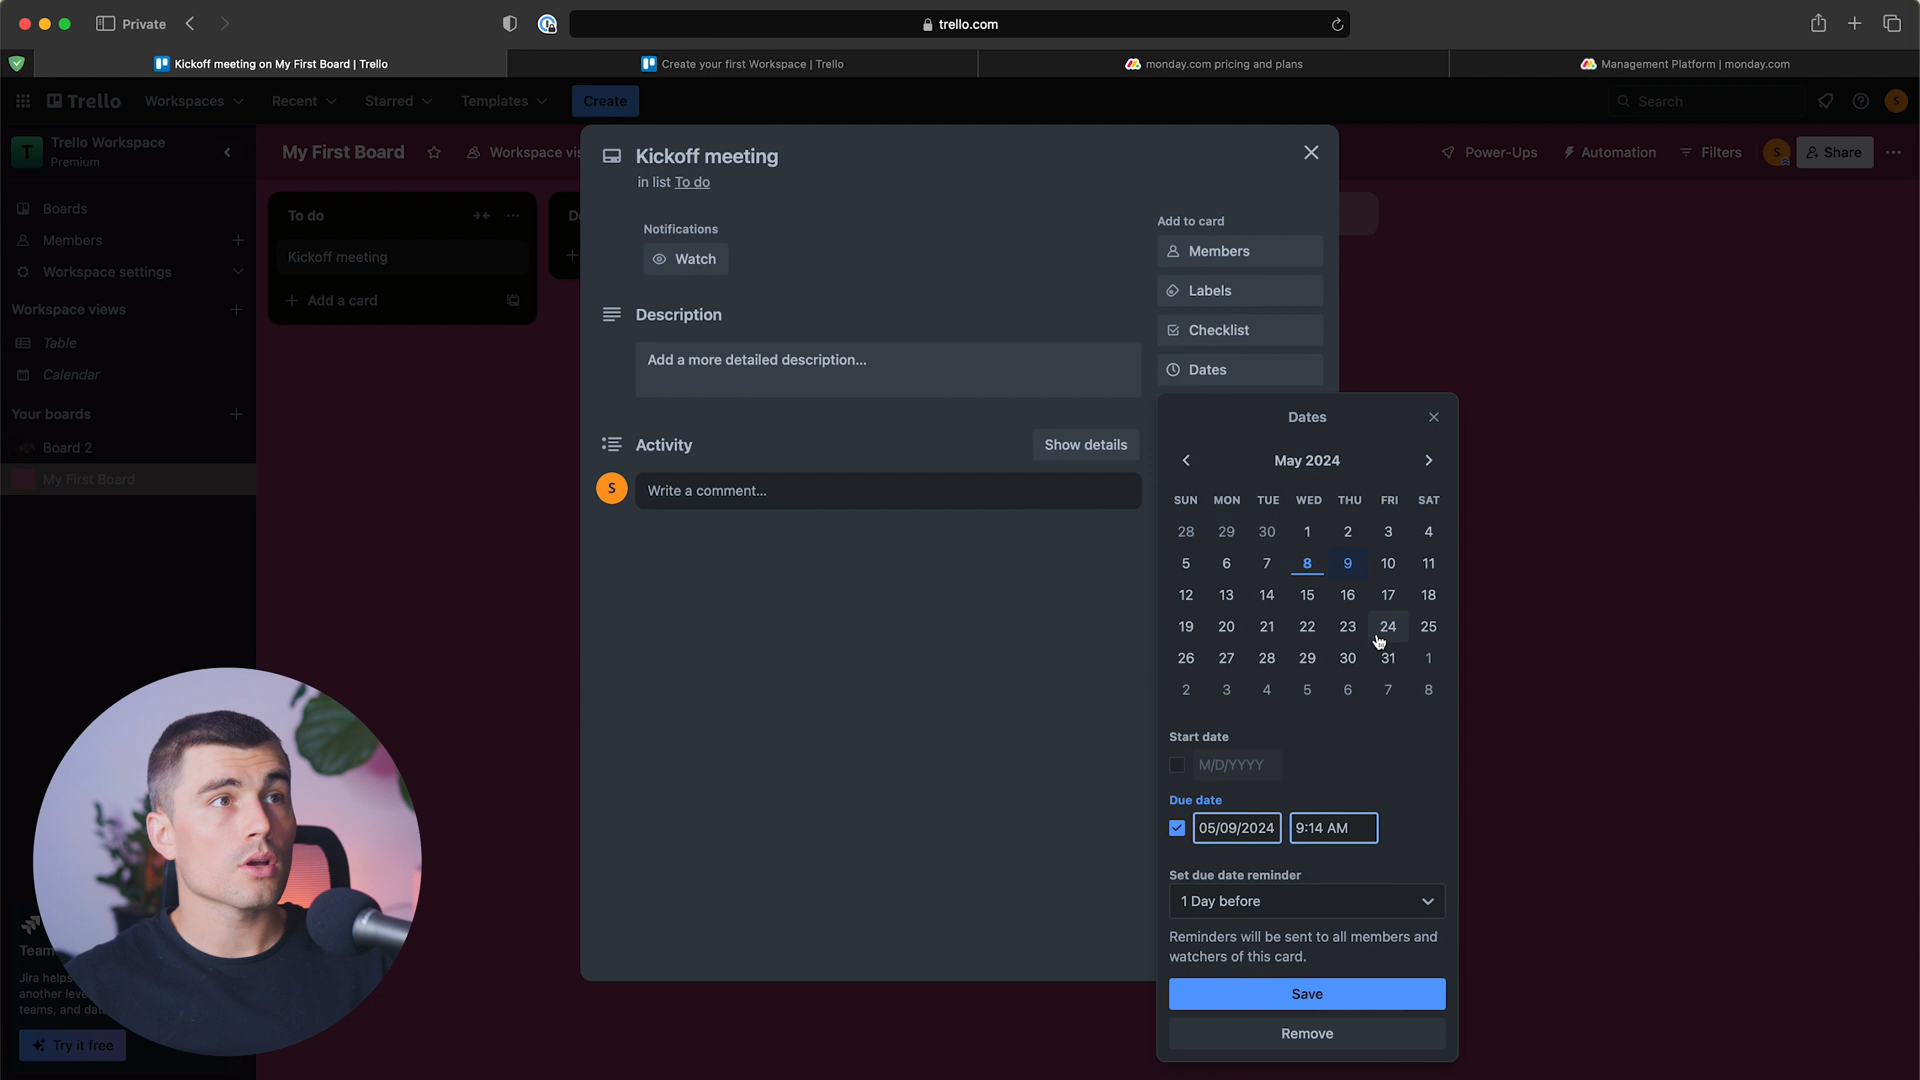 Private
trello.com
Kickoff meeting on My First Board | Trello
Create your first Workspace | Trello
monday.com pricing and plans
Management Platform | monday.com
Trello
Workspaces
Recent
Starred
Templates
Create
Search
S
T
Trello Workspace
Premium
My First Board
Workspace vis
Power-Ups
Automation
Filters
S
Share
Boards
Members
Workspace settings
Workspace views
Table
Calendar
Your boards
Board 2
My First Board
To do
Kickoff meeting
Add a card
Kickoff meeting
in list To do
Notifications
Watch
Description
Add a more detailed description...
Activity
Show details
S
Write a comment...
Add to card
Members
Labels
Checklist
Dates
Dates
May 2024
SUN MON TUE WED THU FRI SAT
28 29 30 1 2 3 4
5 6 7 8 9 10 11
12 13 14 15 16 17 18
19 20 21 22 23 24 25
26 27 28 29 30 31 1
2 3 4 5 6 7 8
Start date
M/D/YYYY
Due date
05/09/2024 9:14 AM
Set due date reminder
1 Day before
Reminders will be sent to all members and
watchers of this card.
Save
Remove
Team
Jira helps
another leve
teams, and dat
Try it free